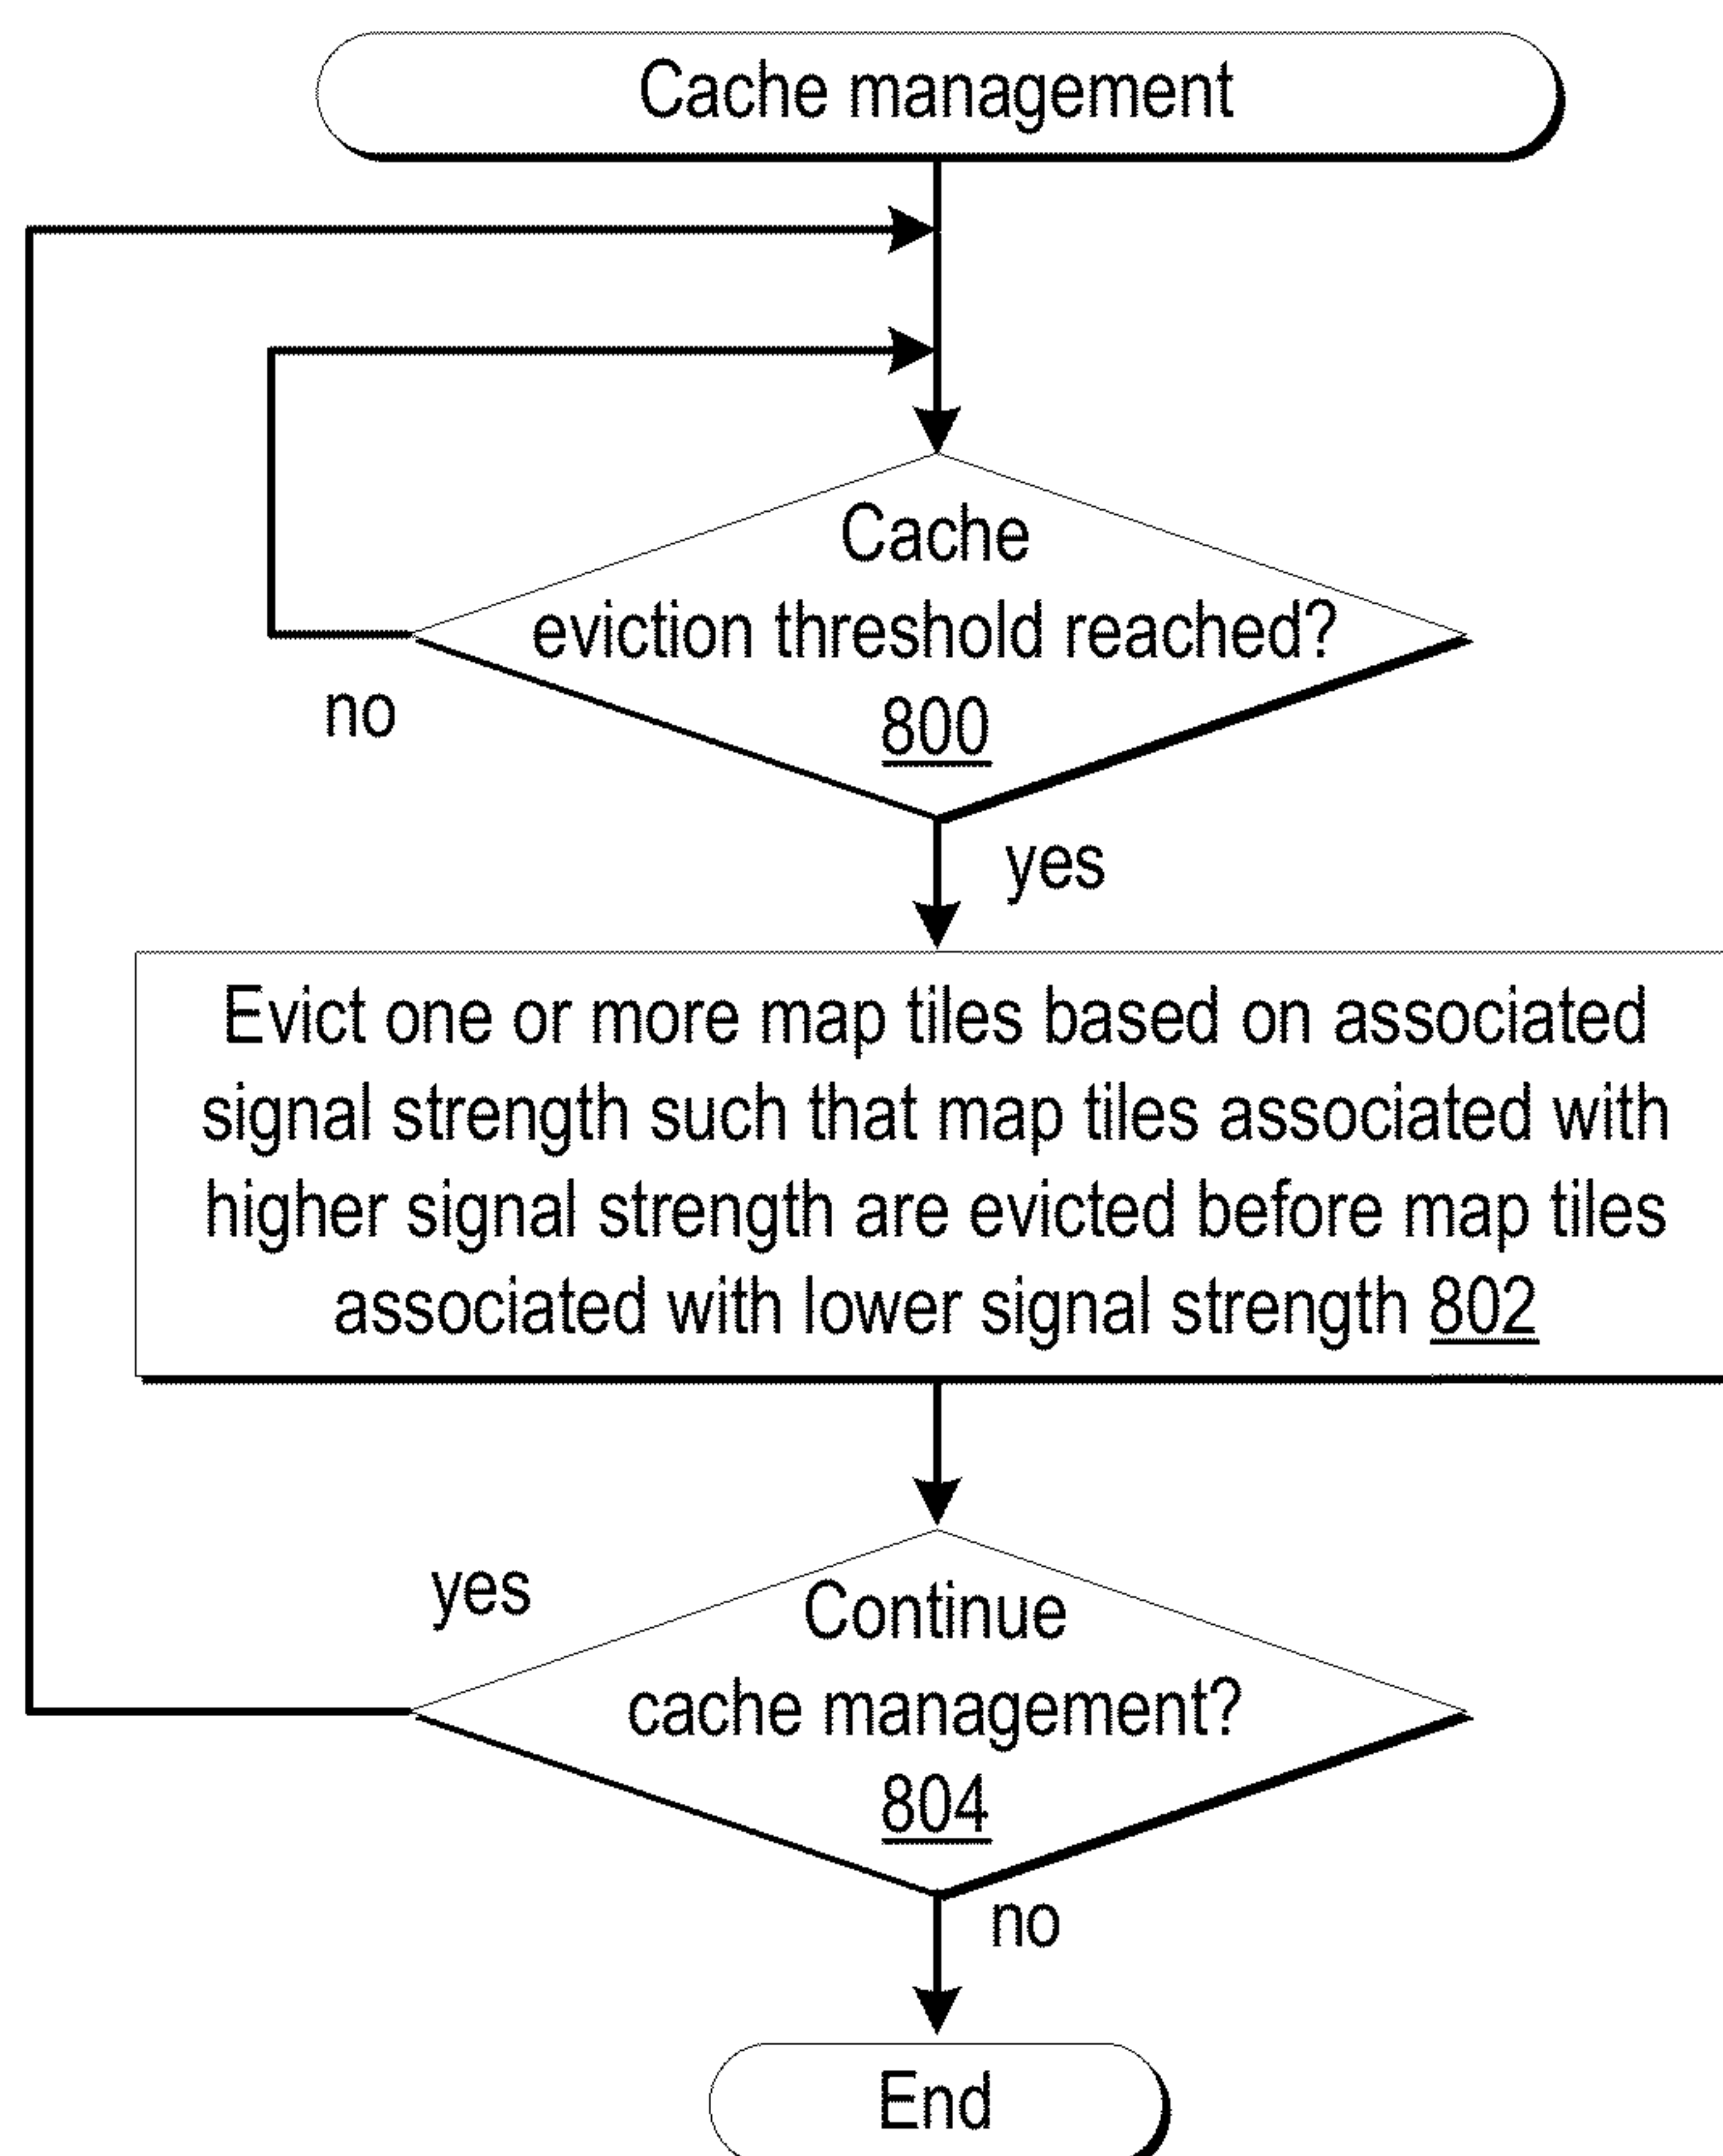 Cache management
Cache
eviction threshold reached?
800
no
yes
Evict one or more map tiles based on associated
signal strength such that map tiles associated with
higher signal strength are evicted before map tiles
associated with lower signal strength 802
yes
Continue
cache management?
804
no
End